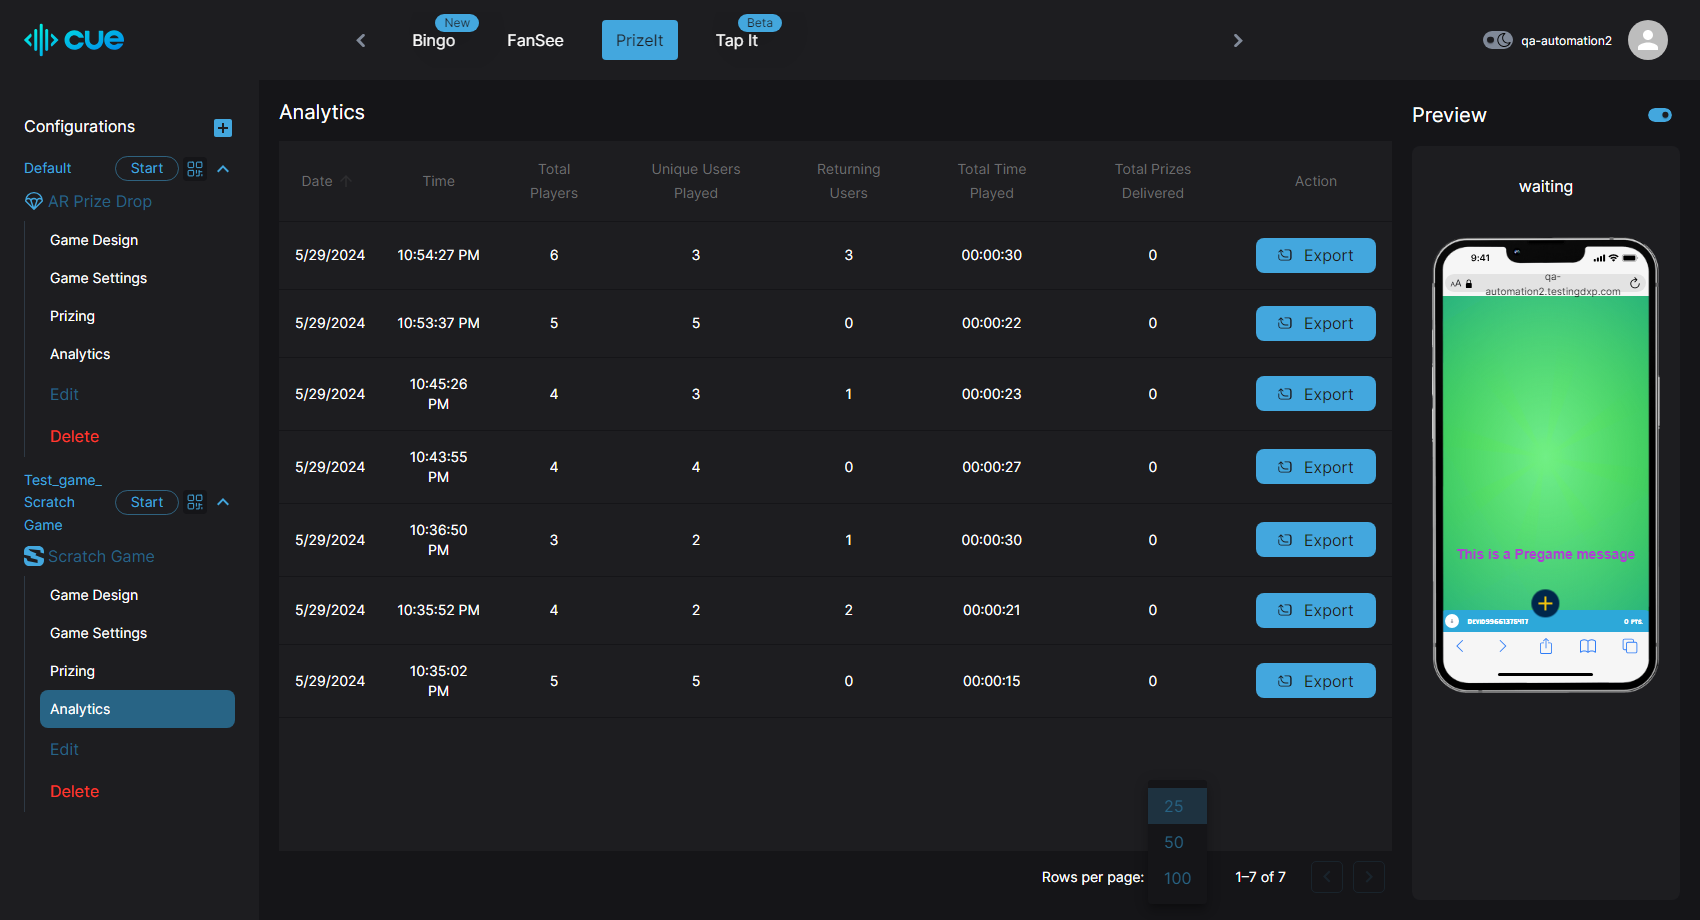 cue
New
Bingo
FanSee
PrizeIt
Beta
Tap It
qa-automation2
Configurations
Default
Start
AR Prize Drop
Game Design
Game Settings
Prizing
Analytics
Edit
Delete
Test_game_
Scratch
Game
Start
Scratch Game
Game Design
Game Settings
Prizing
Analytics
Edit
Delete
Analytics
Date Time Total Players Unique Users Played Returning Users Total Time Played Total Prizes Delivered Action
5/29/2024 10:54:27 PM 6 3 3 00:00:30 0 Export
5/29/2024 10:53:37 PM 5 5 0 00:00:22 0 Export
5/29/2024 10:45:26 PM 4 3 1 00:00:23 0 Export
5/29/2024 10:43:55 PM 4 4 0 00:00:27 0 Export
5/29/2024 10:36:50 PM 3 2 1 00:00:30 0 Export
5/29/2024 10:35:52 PM 4 2 2 00:00:21 0 Export
5/29/2024 10:35:02 PM 5 5 0 00:00:15 0 Export
25
50
100
Rows per page:
1–7 of 7
Preview
waiting
9:41
AA
qa-
automation2.testingdxp.com
This is a Pregame message
0 PTS.